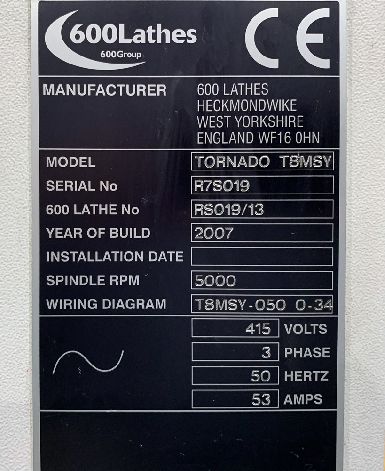 600Lathes
600Group
CE
MANUFACTURER 600 LATHES
HECKMONDWIKE
WEST YORKSHIRE
ENGLAND WF16 0HN
MODEL TORNADO T8MSY
SERIAL No R7S019
600 LATHE No RS019/13
YEAR OF BUILD 2007
INSTALLATION DATE
SPINDLE RPM 5000
WIRING DIAGRAM T8MSY-050 0-34
415 VOLTS
3 PHASE
50 HERTZ
53 AMPS